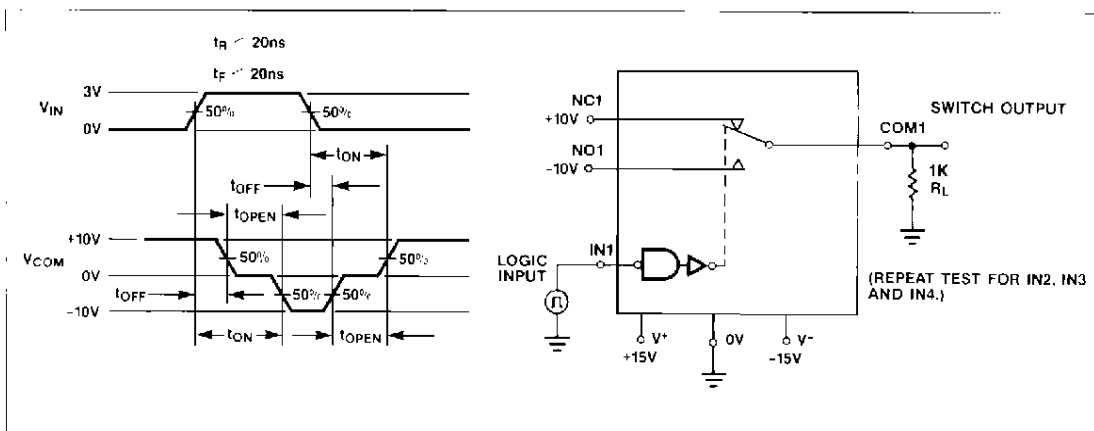 tR < 20ns
tF < 20ns
3V
VIN
0V
50%
50%
tON
tOFF
tOPEN
+10V
VCOM
50%
50%
0V
tOFF
50%
50%
−10V
tON
tOPEN
NC1
+10V
NO1
−10V
SWITCH OUTPUT
COM1
1K
RL
LOGIC
INPUT
IN1
(REPEAT TEST FOR IN2, IN3
AND IN4.)
V+
+15V
0V
V−
−15V